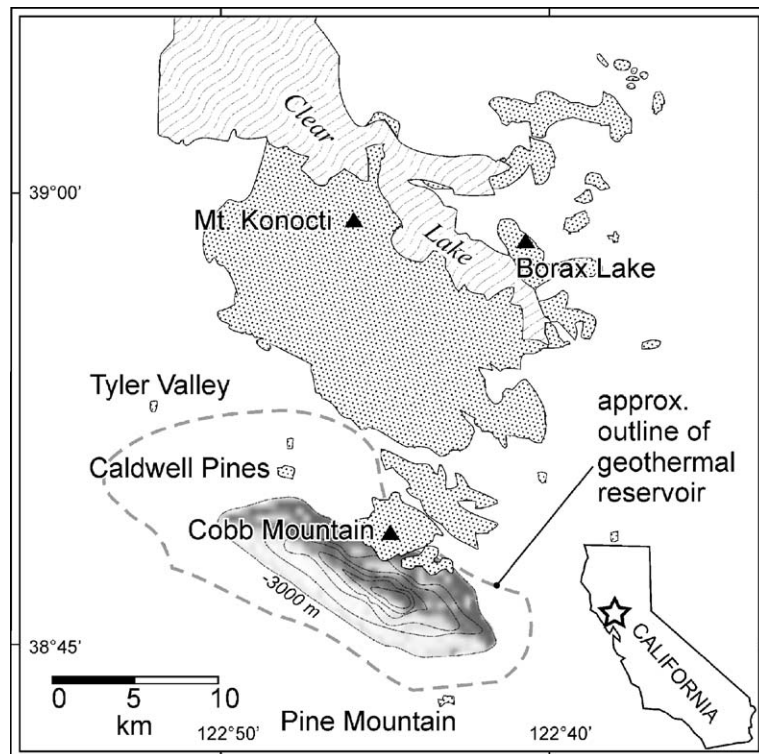 Clear
39°00'
Mt. Konocti
Lake
Borax Lake
Tyler Valley
approx.
outline of
geothermal
reservoir
Caldwell Pines
Cobb Mountain
-3000 m
38°45'
CALIFORNIA
0 5 10
km
Pine Mountain
122°50'
122°40'